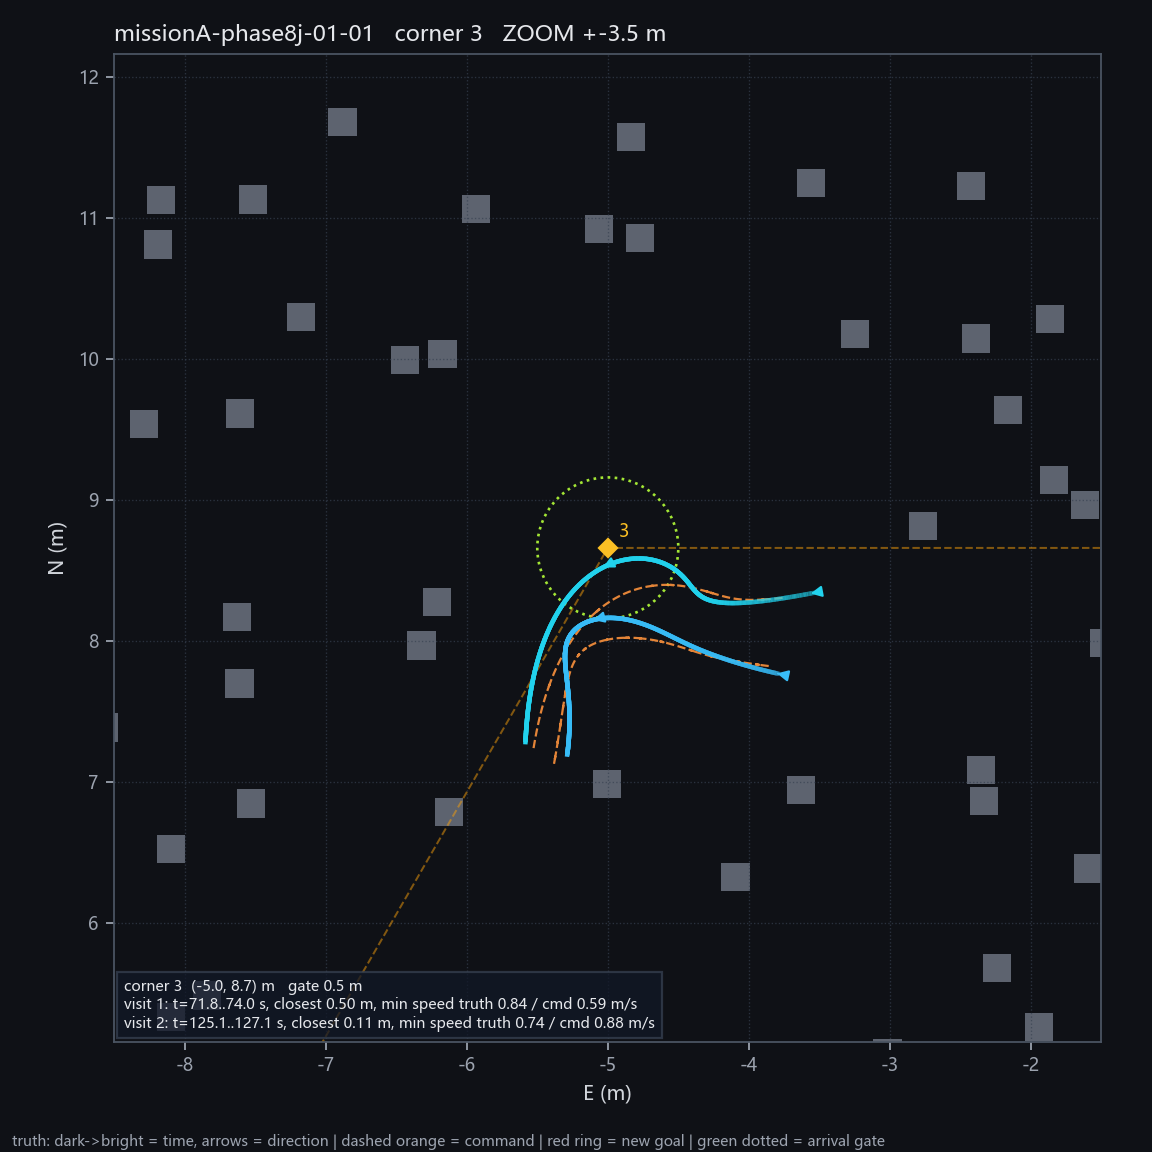 missionA-phase8j-01-01 corner 3 ZOOM +-3.5 m
12
11
10
9
8
7
6
N (m)
3
corner 3 (-5.0, 8.7) m gate 0.5 m
visit 1: t=71.8..74.0 s, closest 0.50 m, min speed truth 0.84 / cmd 0.59 m/s
visit 2: t=125.1..127.1 s, closest 0.11 m, min speed truth 0.74 / cmd 0.88 m/s
-8 -7 -6 -5 -4 -3 -2
E (m)
truth: dark->bright = time, arrows = direction | dashed orange = command | red ring = new goal | green dotted = arrival gate